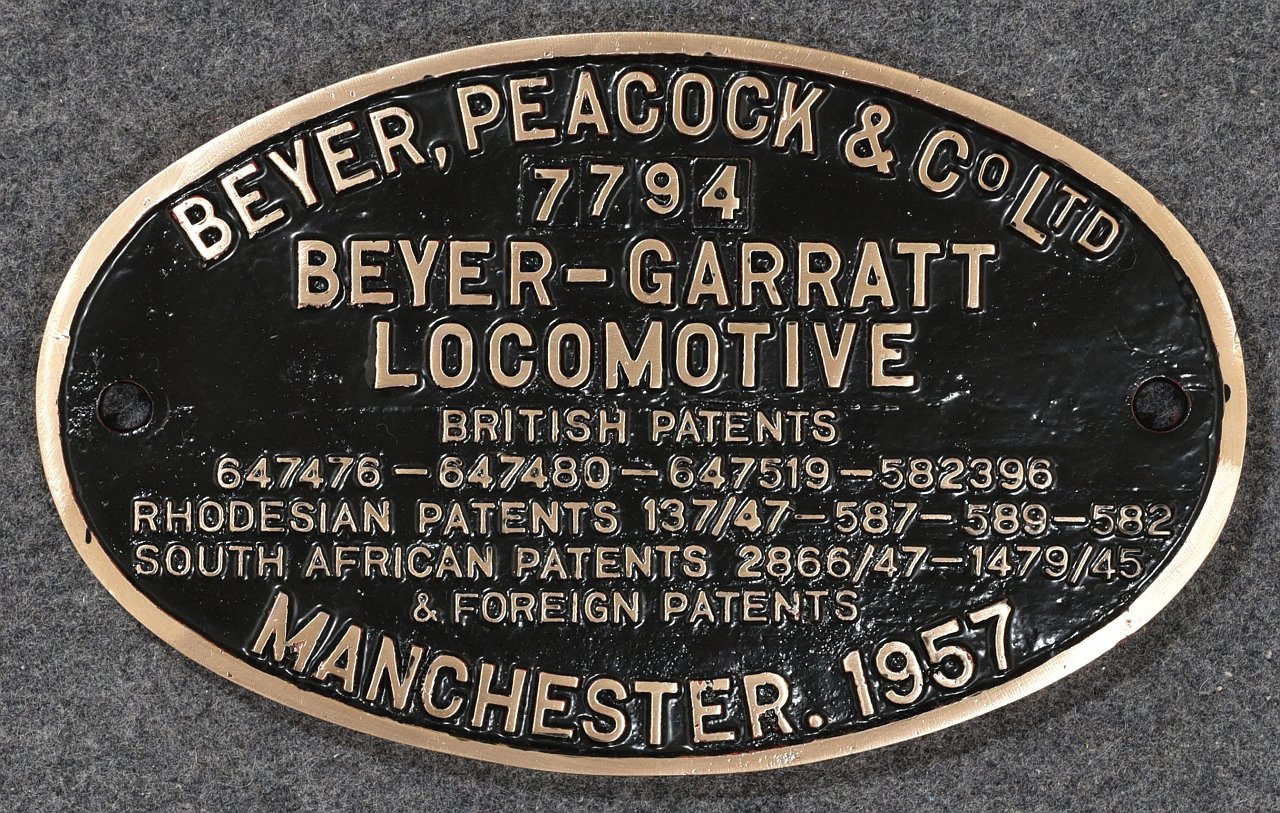 BEYER, PEACOCK & CO LTD
7794
BEYER-GARRATT
LOCOMOTIVE
BRITISH PATENTS
647476-647480-647519-582396
RHODESIAN PATENTS 137/47-587-589-582
SOUTH AFRICAN PATENTS 2866/47-1479/45
& FOREIGN PATENTS
MANCHESTER. 1957